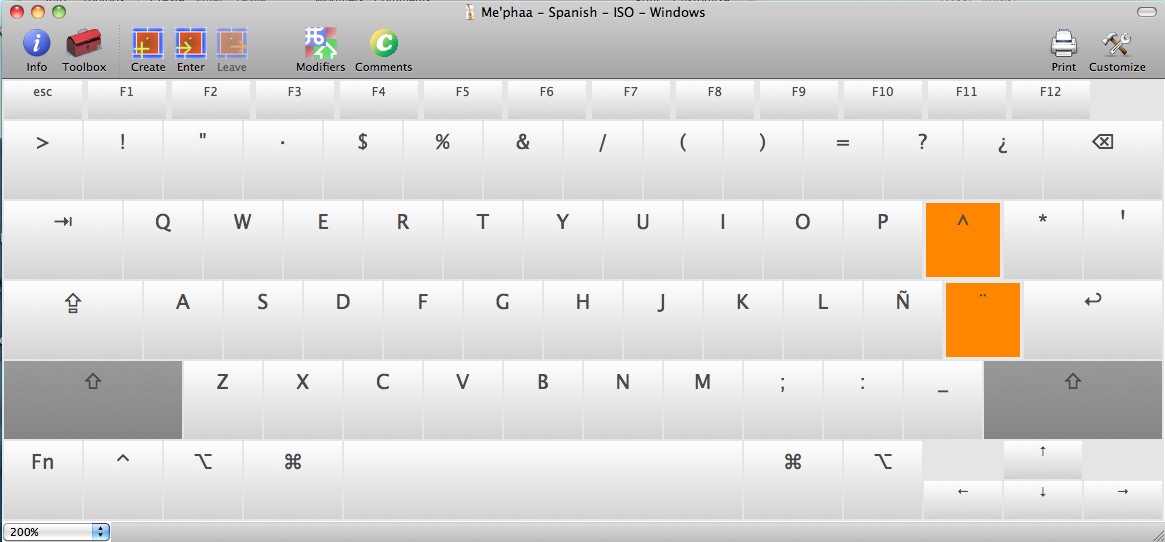 Me'phaa – Spanish – ISO – Windows
Info Toolbox Create Enter Leave Modifiers Comments Print Customize
esc F1 F2 F3 F4 F5 F6 F7 F8 F9 F10 F11 F12
> ! " · $ % & / ( ) = ? ¿ ⌫
⇥ Q W E R T Y U I O P ^ * '
⇪ A S D F G H J K L Ñ ¨ ↩
⇧ Z X C V B N M ; : _ ⇧
Fn ^ ⌥ ⌘ ⌘ ⌥ ↑
← ↓ →
200%